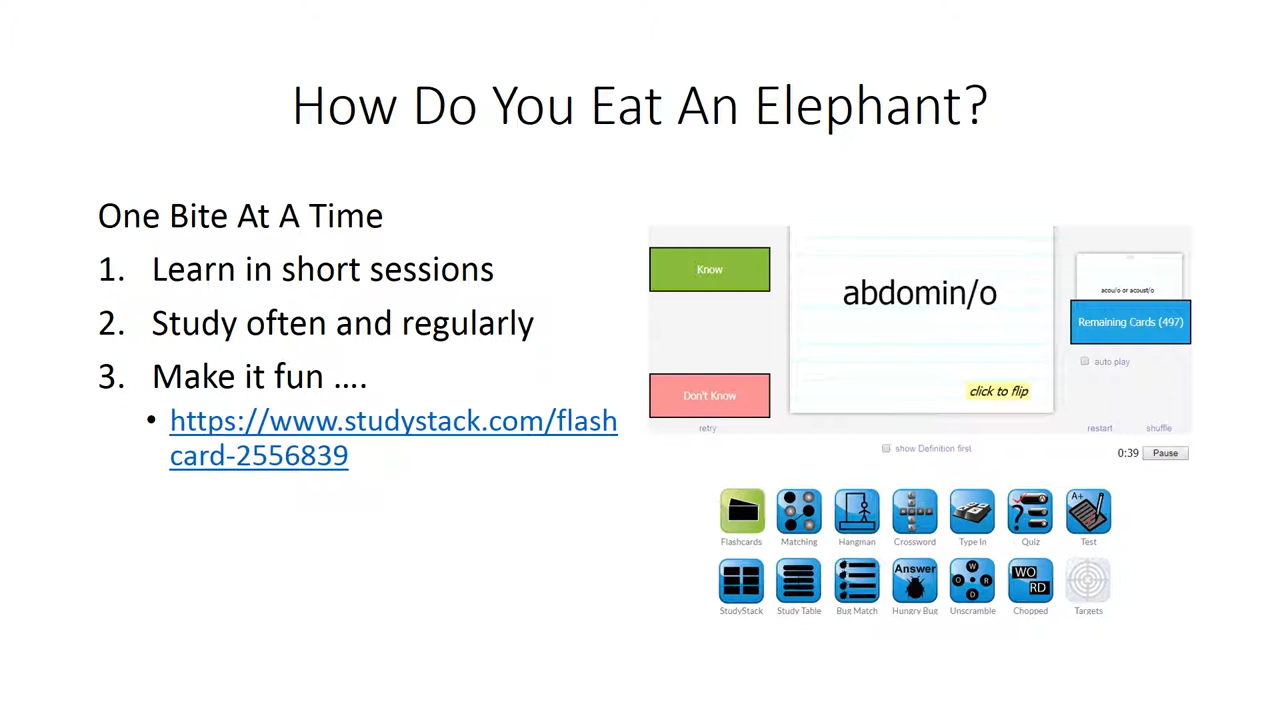 How Do You Eat An Elephant?
One Bite At A Time
1. Learn in short sessions
2. Study often and regularly
3. Make it fun ....
• https://www.studystack.com/flash
card-2556839
Know
Don't Know
retry
abdomin/o
click to flip
acou/o or acoust/o
Remaining Cards (497)
auto play
restart shuffle
show Definition first
0:39 Pause
Flashcards Matching Hangman Crossword Type In Quiz A+ Test
Answer W O R D WO RD
StudyStack Study Table Bug Match Hungry Bug Unscramble Chopped Targets